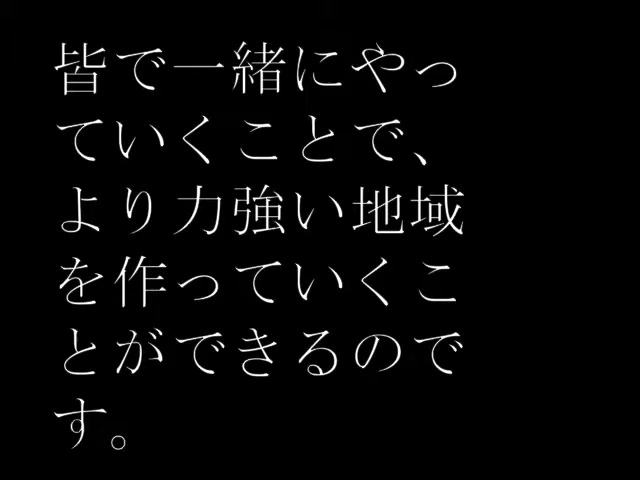 皆で一緒にやっ
ていくことで、
より力強い地域
を作っていくこ
とができるので
す。